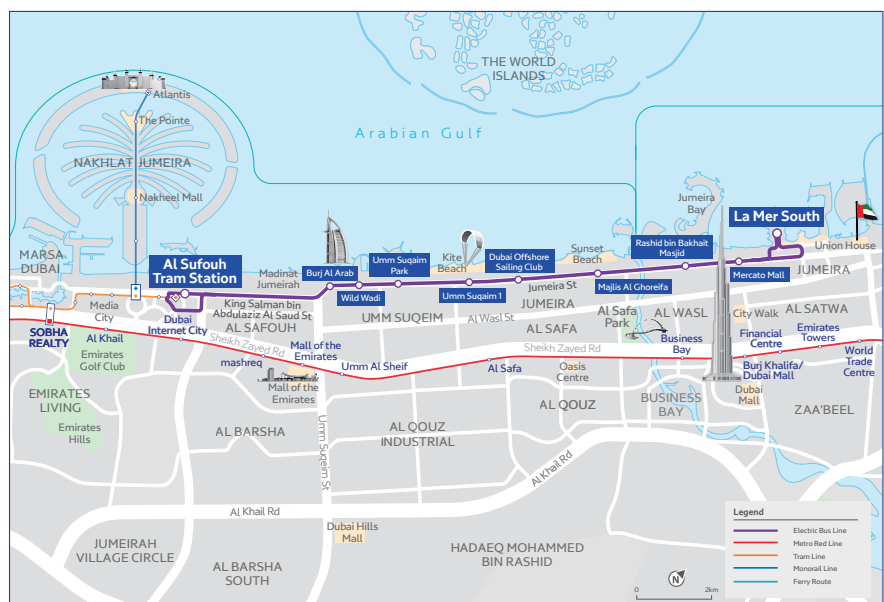 THE WORLD
ISLANDS
Atlantis
The Pointe
Arabian Gulf
NAKHLAT JUMEIRA
Nakheel Mall
Jumeira
Bay
La Mer South
Union House
MARSA
DUBAI
Al Sufouh
Tram Station
Madinat
Jumeirah
Burj Al Arab
Umm Suqaim
Park
Kite
Beach
Dubai Offshore
Sailing Club
Sunset
Beach
Rashid bin Bakhait
Masjid
Mercato Mall
JUMEIRA
Wild Wadi
Umm Suqaim 1
Jumeira St
Majlis Al Ghoreifa
Media
City
King Salman bin
Abdulaziz Al Saud St
JUMEIRA
UMM SUQEIM
Al Wasl St
Al Safa
Park
AL WASL
City Walk
AL SATWA
SOBHA
REALTY
Al Khail
Dubai
Internet City
AL SAFOUH
AL SAFA
Financial
Centre
Emirates
Towers
Sheikh Zayed Rd
Sheikh Zayed Rd
Business
Bay
World
Trade
Centre
Emirates
Golf Club
mashreq
Mall of the
Emirates
Umm Al Sheif
Al Safa
Oasis
Centre
Burj Khalifa/
Dubai Mall
Mall of the
Emirates
Dubai
Mall
EMIRATES
LIVING
Emirates
Hills
AL QOUZ
BUSINESS
BAY
ZAA'BEEL
AL BARSHA
Umm Suqeim St
AL QOUZ
INDUSTRIAL
Al Khail Rd
Al Khail Rd
Dubai Hills
Mall
JUMEIRAH
VILLAGE CIRCLE
AL BARSHA
SOUTH
HADAEQ MOHAMMED
BIN RASHID
N
0
2km
Legend
Electric Bus Line
Metro Red Line
Tram Line
Monorail Line
Ferry Route